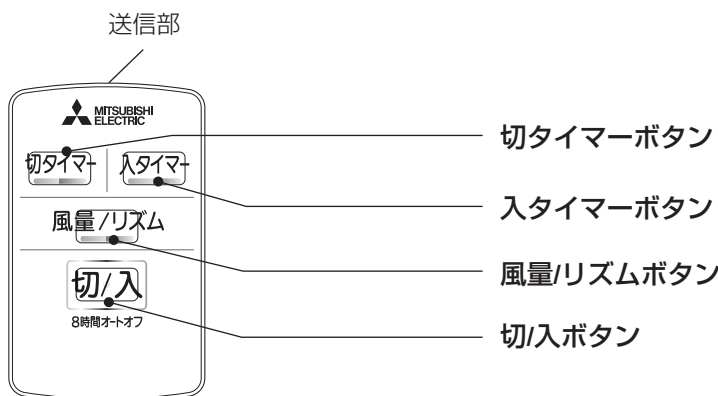 送信部
MITSUBISHI
ELECTRIC
切タイマー
入タイマー
風量/リズム
切/入
8時間オートオフ
切タイマーボタン
入タイマーボタン
風量/リズムボタン
切/入ボタン